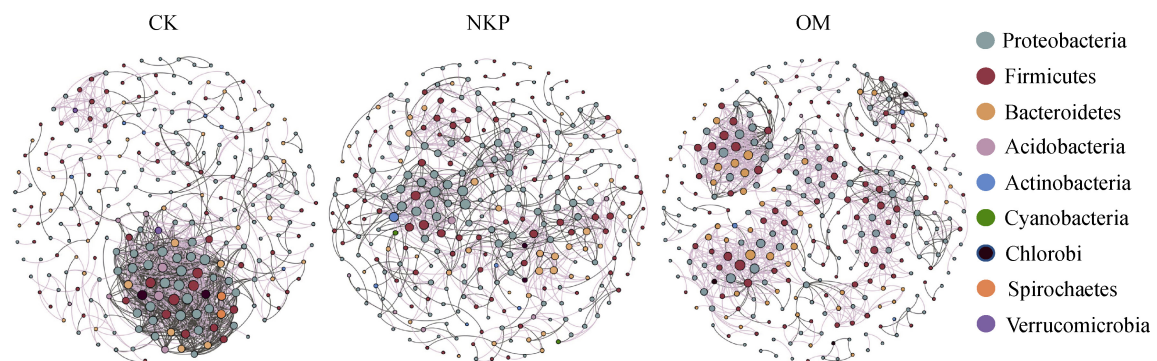 CK
NKP
OM
Proteobacteria
Firmicutes
Bacteroidetes
Acidobacteria
Actinobacteria
Cyanobacteria
Chlorobi
Spirochaetes
Verrucomicrobia